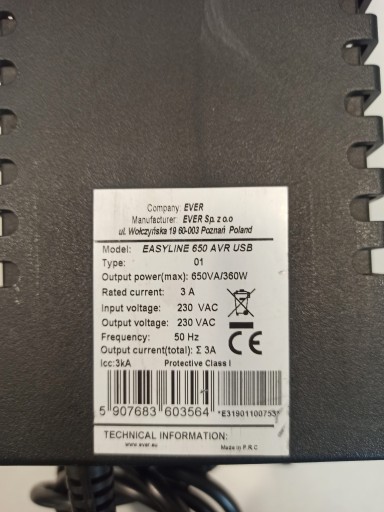 Company: EVER
Manufacturer: EVER Sp. z o.o
ul. Wołczyńska 19 60-003 Poznań Poland
Model: EASYLINE 650 AVR USB
Type: 01
Output power(max): 650VA/360W
Rated current: 3 A
Input voltage: 230 VAC
Output voltage: 230 VAC
Frequency: 50 Hz
Output current(total): Σ 3A
Icc:3kA Protective Class I
CE
5 907683 603564 *E31901100753*
TECHNICAL INFORMATION:
www.ever.eu Made in P.R.C